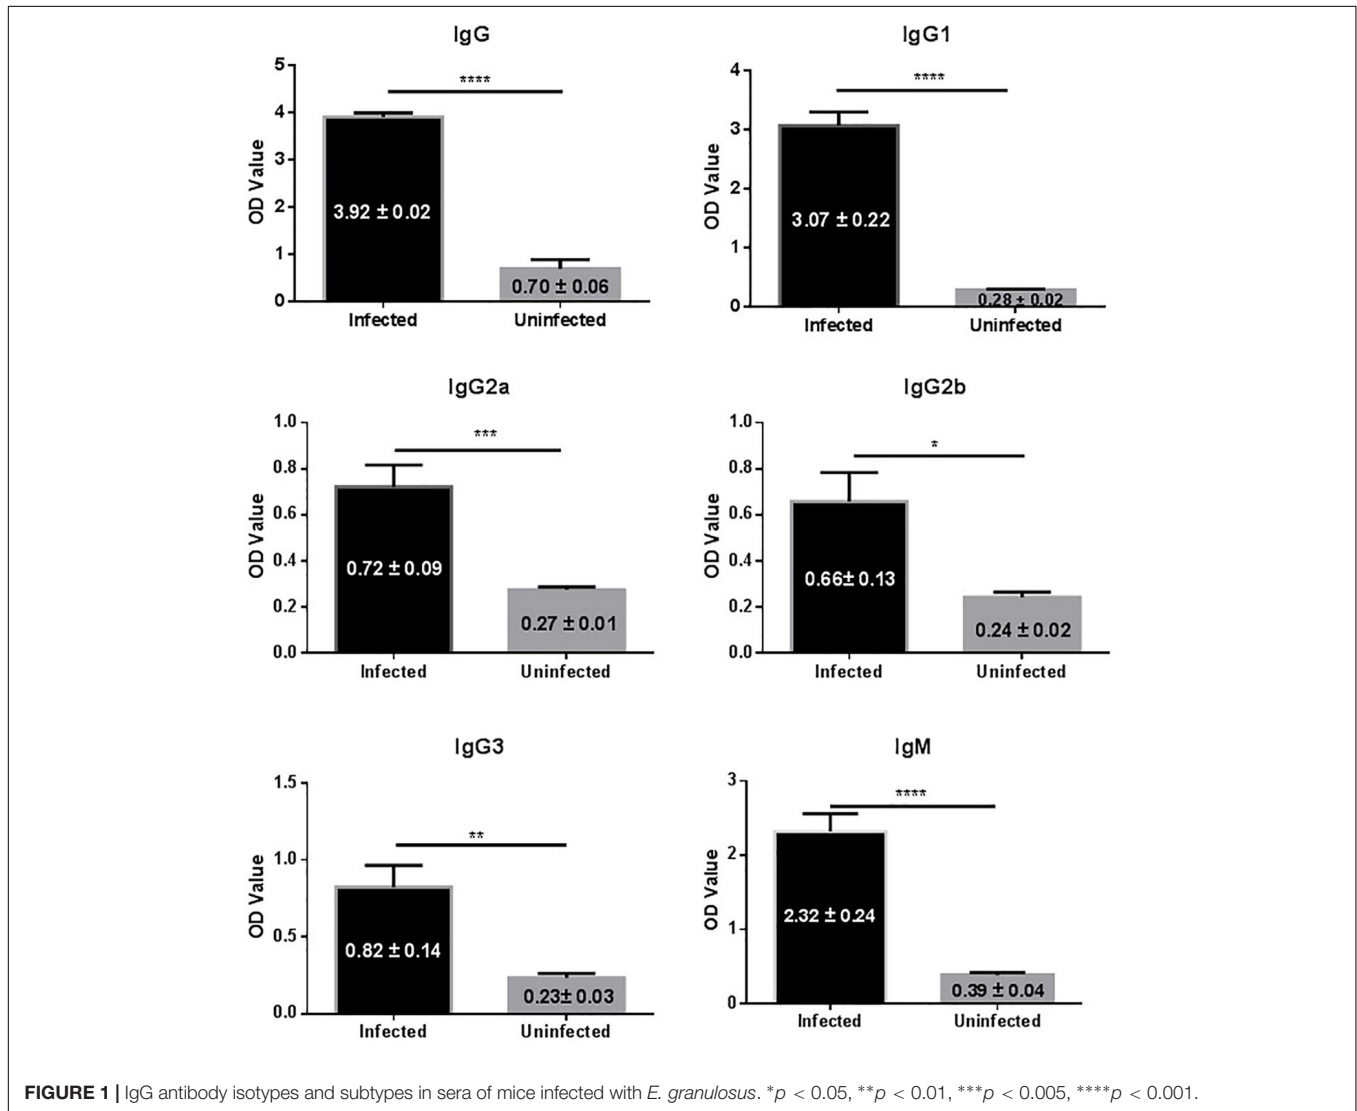 IgG
5
4
3
2
1
0
OD Value
****
3.92 ± 0.02
0.70 ± 0.06
Infected
Uninfected
IgG1
4
3
2
1
0
OD Value
****
3.07 ± 0.22
0.28 ± 0.02
Infected
Uninfected
IgG2a
1.0
0.8
0.6
0.4
0.2
0.0
OD Value
***
0.72 ± 0.09
0.27 ± 0.01
Infected
Uninfected
IgG2b
1.0
0.8
0.6
0.4
0.2
0.0
OD Value
*
0.66± 0.13
0.24 ± 0.02
Infected
Uninfected
IgG3
1.5
1.0
0.5
0.0
OD Value
**
0.82 ± 0.14
0.23± 0.03
Infected
Uninfected
IgM
3
2
1
0
OD Value
****
2.32 ± 0.24
0.39 ± 0.04
Infected
Uninfected
FIGURE 1 | IgG antibody isotypes and subtypes in sera of mice infected with E. granulosus. *p < 0.05, **p < 0.01, ***p < 0.005, ****p < 0.001.